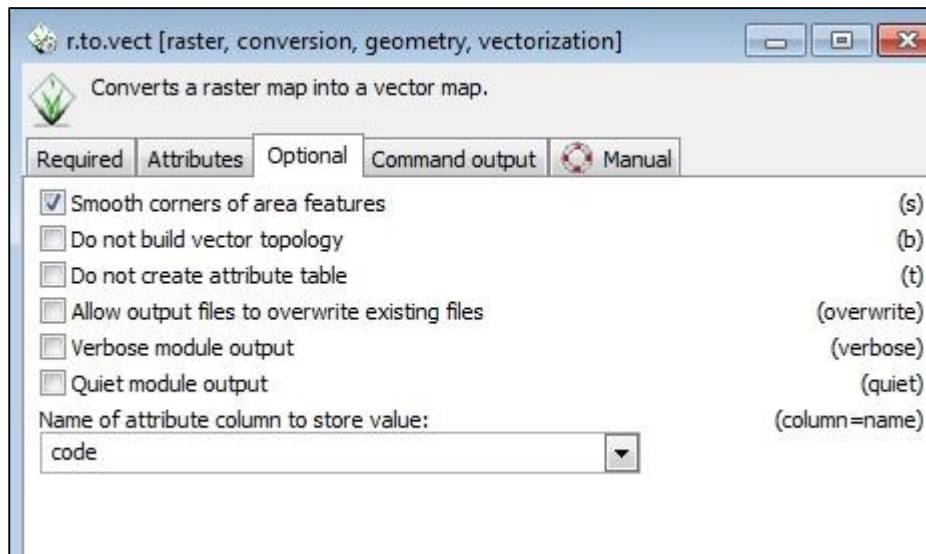 r.to.vect [raster, conversion, geometry, vectorization]
Converts a raster map into a vector map.
Required Attributes Optional Command output Manual
Smooth corners of area features (s)
Do not build vector topology (b)
Do not create attribute table (t)
Allow output files to overwrite existing files (overwrite)
Verbose module output (verbose)
Quiet module output (quiet)
Name of attribute column to store value: (column=name)
code